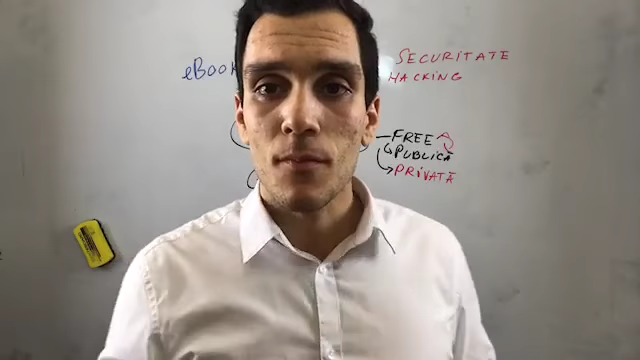 eBook
SECURITATE
HACKING
FREE
PUBLICA
PRIVATA